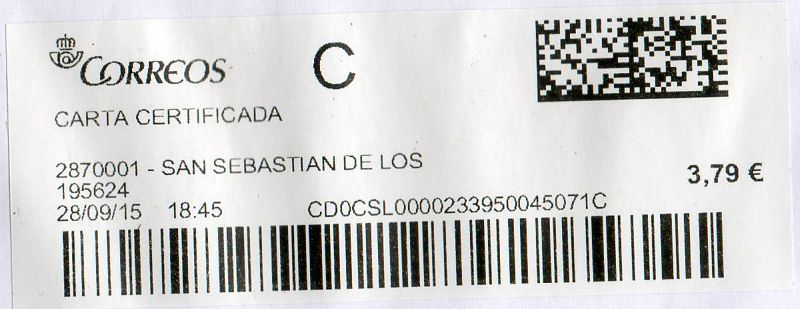 CORREOS
C
CARTA CERTIFICADA
2870001 - SAN SEBASTIAN DE LOS
195624
3,79 €
28/09/15 18:45 CD0CSL0000233950045071C